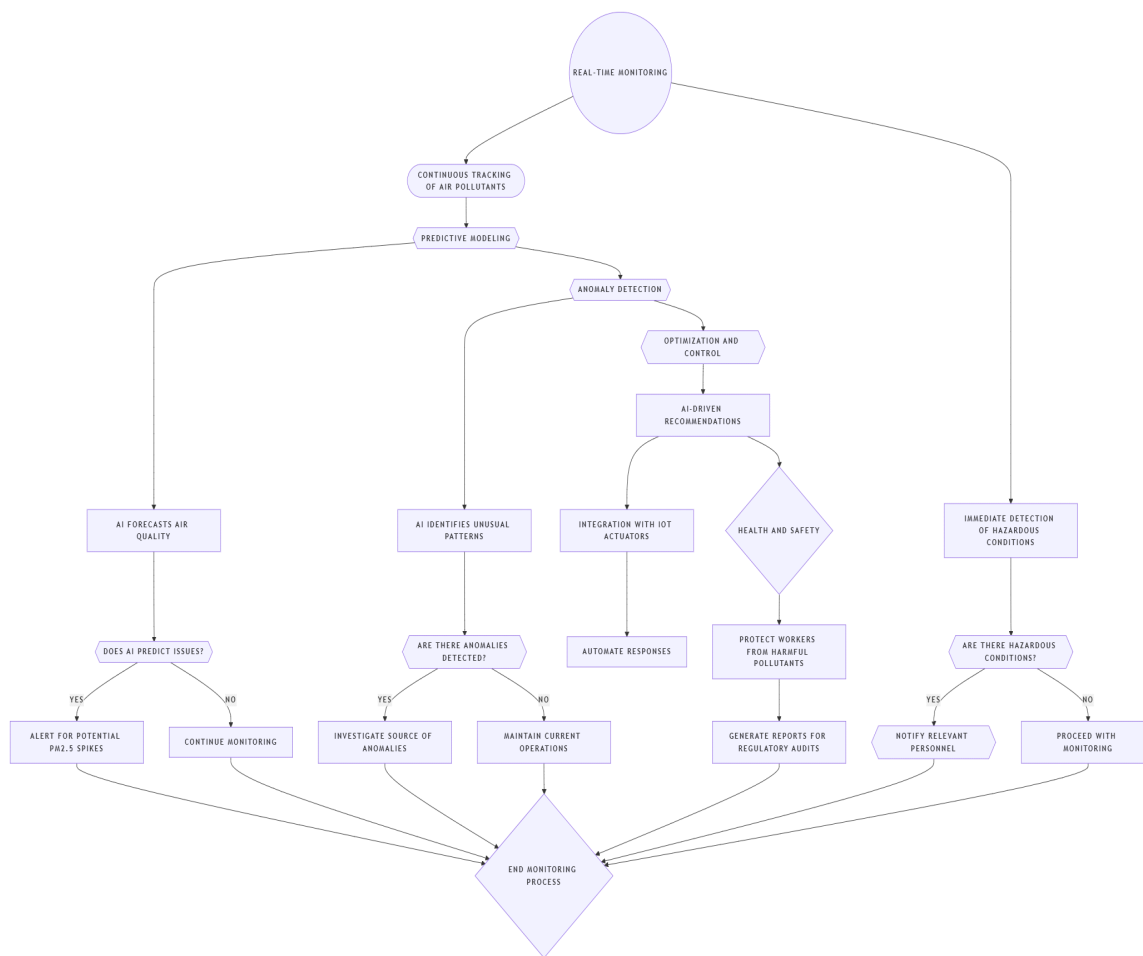 REAL-TIME MONITORING
CONTINUOUS TRACKING
OF AIR POLLUTANTS
PREDICTIVE MODELING
ANOMALY DETECTION
OPTIMIZATION AND
CONTROL
AI-DRIVEN
RECOMMENDATIONS
AI FORECASTS AIR
QUALITY
AI IDENTIFIES UNUSUAL
PATTERNS
INTEGRATION WITH IOT
ACTUATORS
HEALTH AND SAFETY
IMMEDIATE DETECTION
OF HAZARDOUS
CONDITIONS
DOES AI PREDICT ISSUES?
ARE THERE ANOMALIES
DETECTED?
AUTOMATE RESPONSES
PROTECT WORKERS
FROM HARMFUL
POLLUTANTS
ARE THERE HAZARDOUS
CONDITIONS?
YES
NO
YES
NO
YES
NO
ALERT FOR POTENTIAL
PM2.5 SPIKES
CONTINUE MONITORING
INVESTIGATE SOURCE OF
ANOMALIES
MAINTAIN CURRENT
OPERATIONS
GENERATE REPORTS FOR
REGULATORY AUDITS
NOTIFY RELEVANT
PERSONNEL
PROCEED WITH
MONITORING
END MONITORING
PROCESS